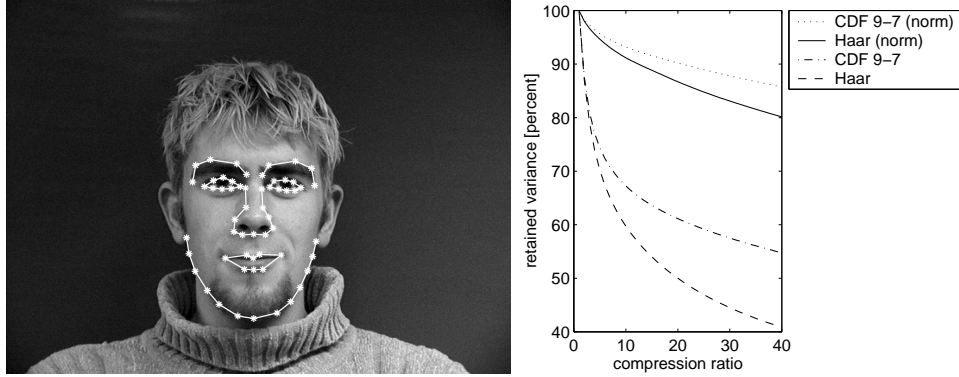 100
90
80
70
60
50
40
0
10
20
30
40
retained variance [percent]
compression ratio
CDF 9−7 (norm)
Haar (norm)
CDF 9−7
Haar